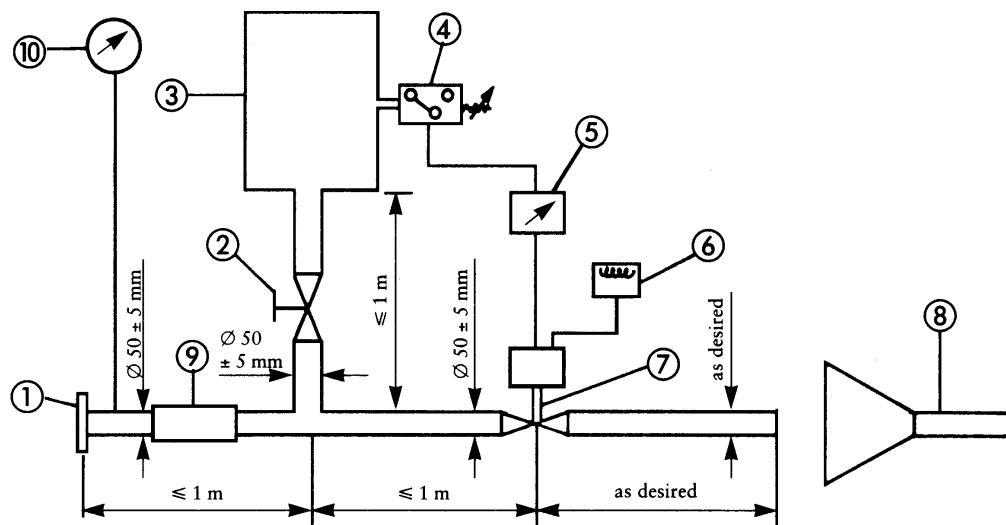 10
3
4
5
6
2
≤ 1 m
Ø 50 ± 5 mm
Ø 50
± 5 mm
Ø 50 ± 5 mm
as desired
8
9
7
1
≤ 1 m
≤ 1 m
as desired